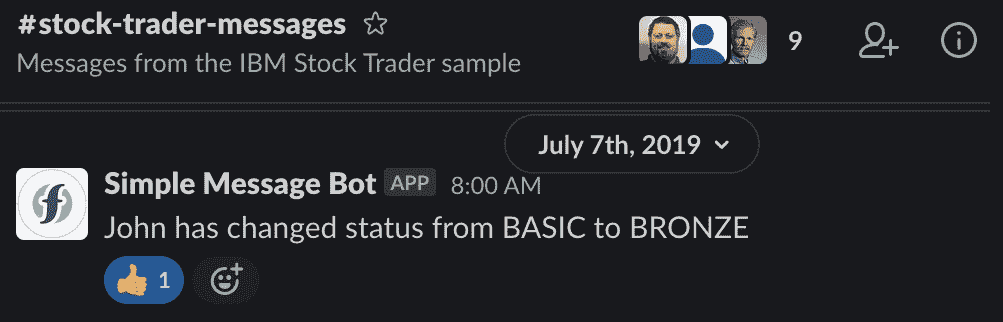 #stock-trader-messages
Messages from the IBM Stock Trader sample
9
July 7th, 2019
Simple Message Bot APP 8:00 AM
John has changed status from BASIC to BRONZE
1